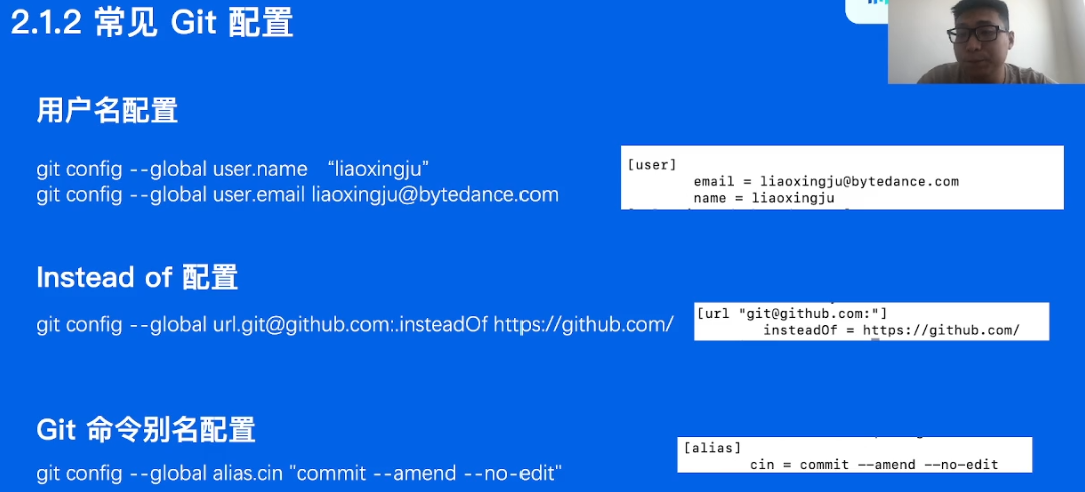 2.1.2 常见 Git 配置
用户名配置
git config --global user.name “liaoxingju”
git config --global user.email liaoxingju@bytedance.com
[user]
email = liaoxingju@bytedance.com
name = liaoxingju
Instead of 配置
git config --global url.git@github.com:.insteadOf https://github.com/
[url "git@github.com:"]
insteadOf = https://github.com/
Git 命令别名配置
git config --global alias.cin "commit --amend --no-edit"
[alias]
cin = commit --amend --no-edit